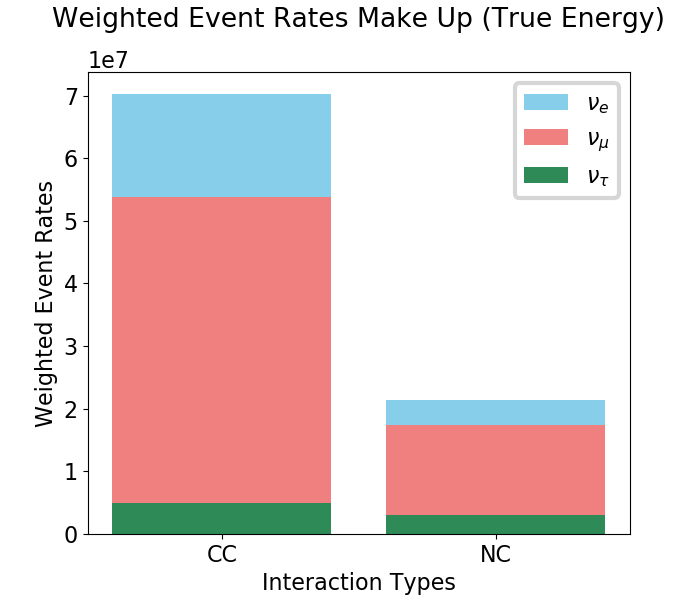 Weighted Event Rates Make Up (True Energy)
1e7
7
6
5
4
3
2
1
0
Weighted Event Rates
νe
νμ
ντ
CC
NC
Interaction Types